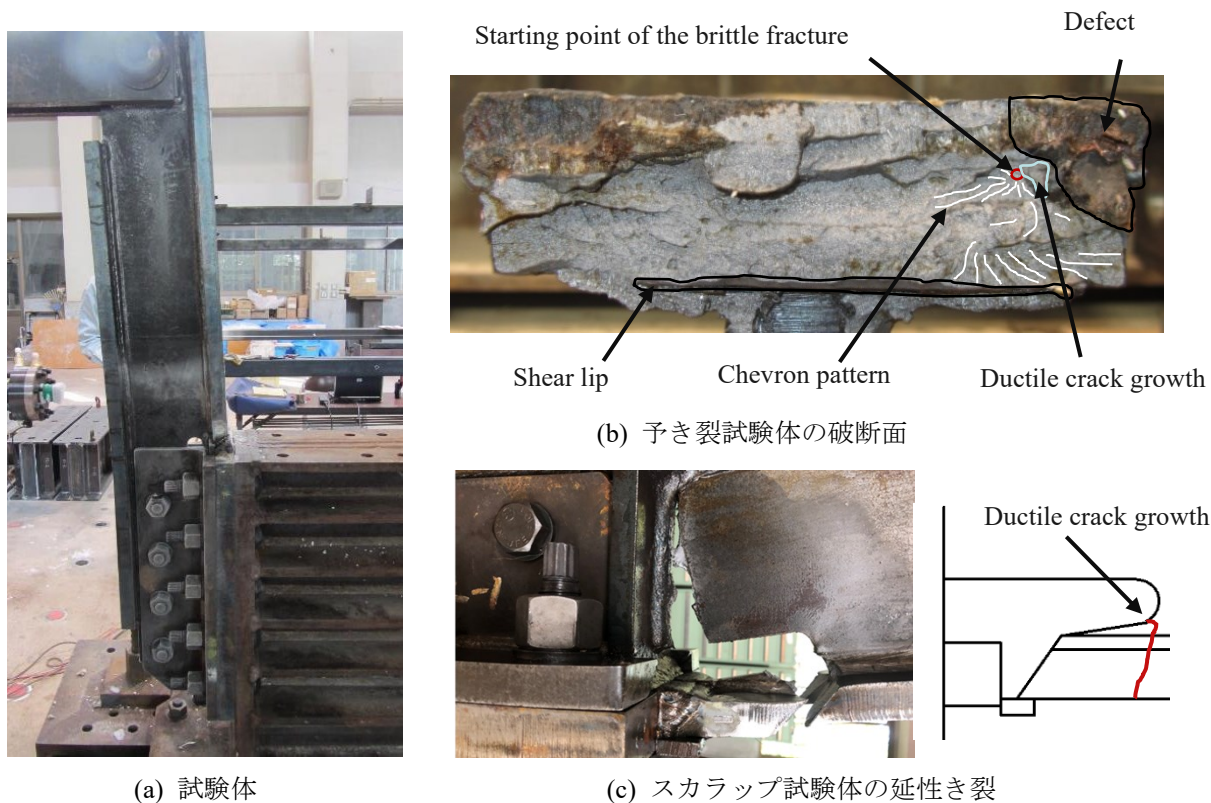 Starting point of the brittle fracture
Defect
Shear lip
Chevron pattern
Ductile crack growth
(b) 予き裂試験体の破断面
Ductile crack growth
(a) 試験体
(c) スカラップ試験体の延性き裂